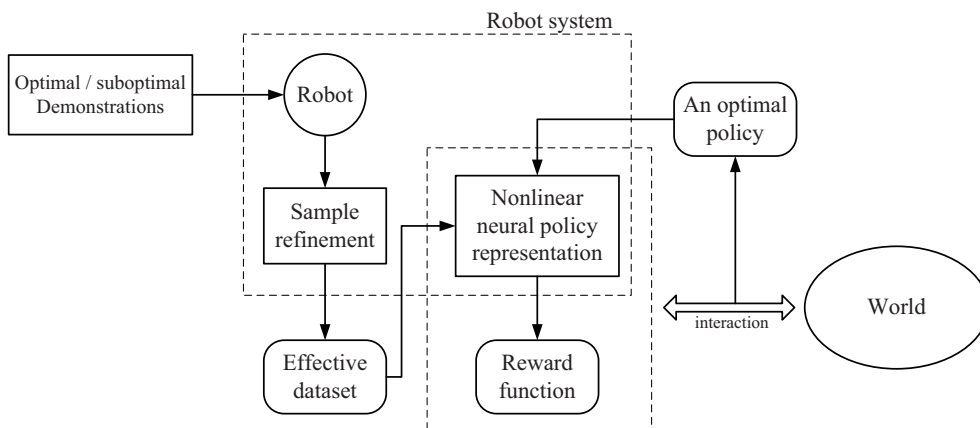 Robot system
Optimal / suboptimal
Demonstrations
Robot
An optimal
policy
Sample
refinement
Nonlinear
neural policy
representation
interaction
World
Effective
dataset
Reward
function